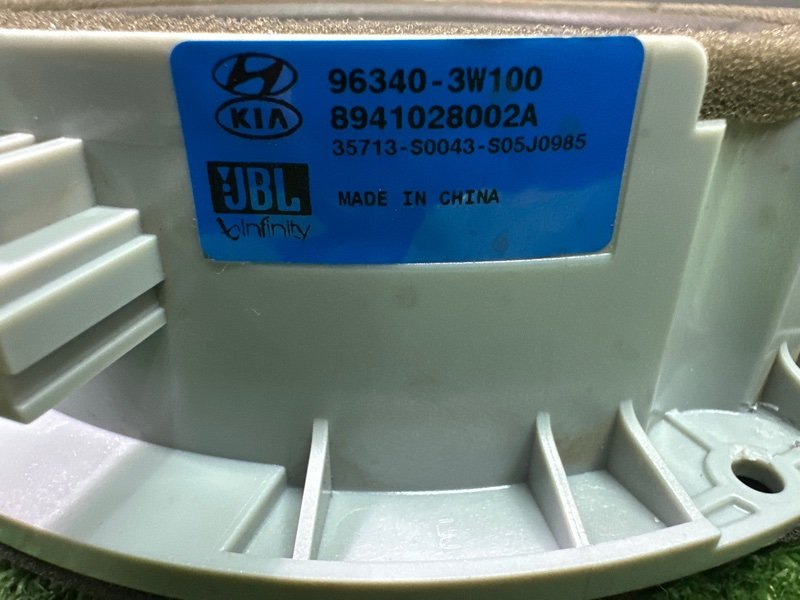 96340-3W100
KIA
8941028002A
35713-S0043-S05J0985
JBL
MADE IN CHINA
infinity